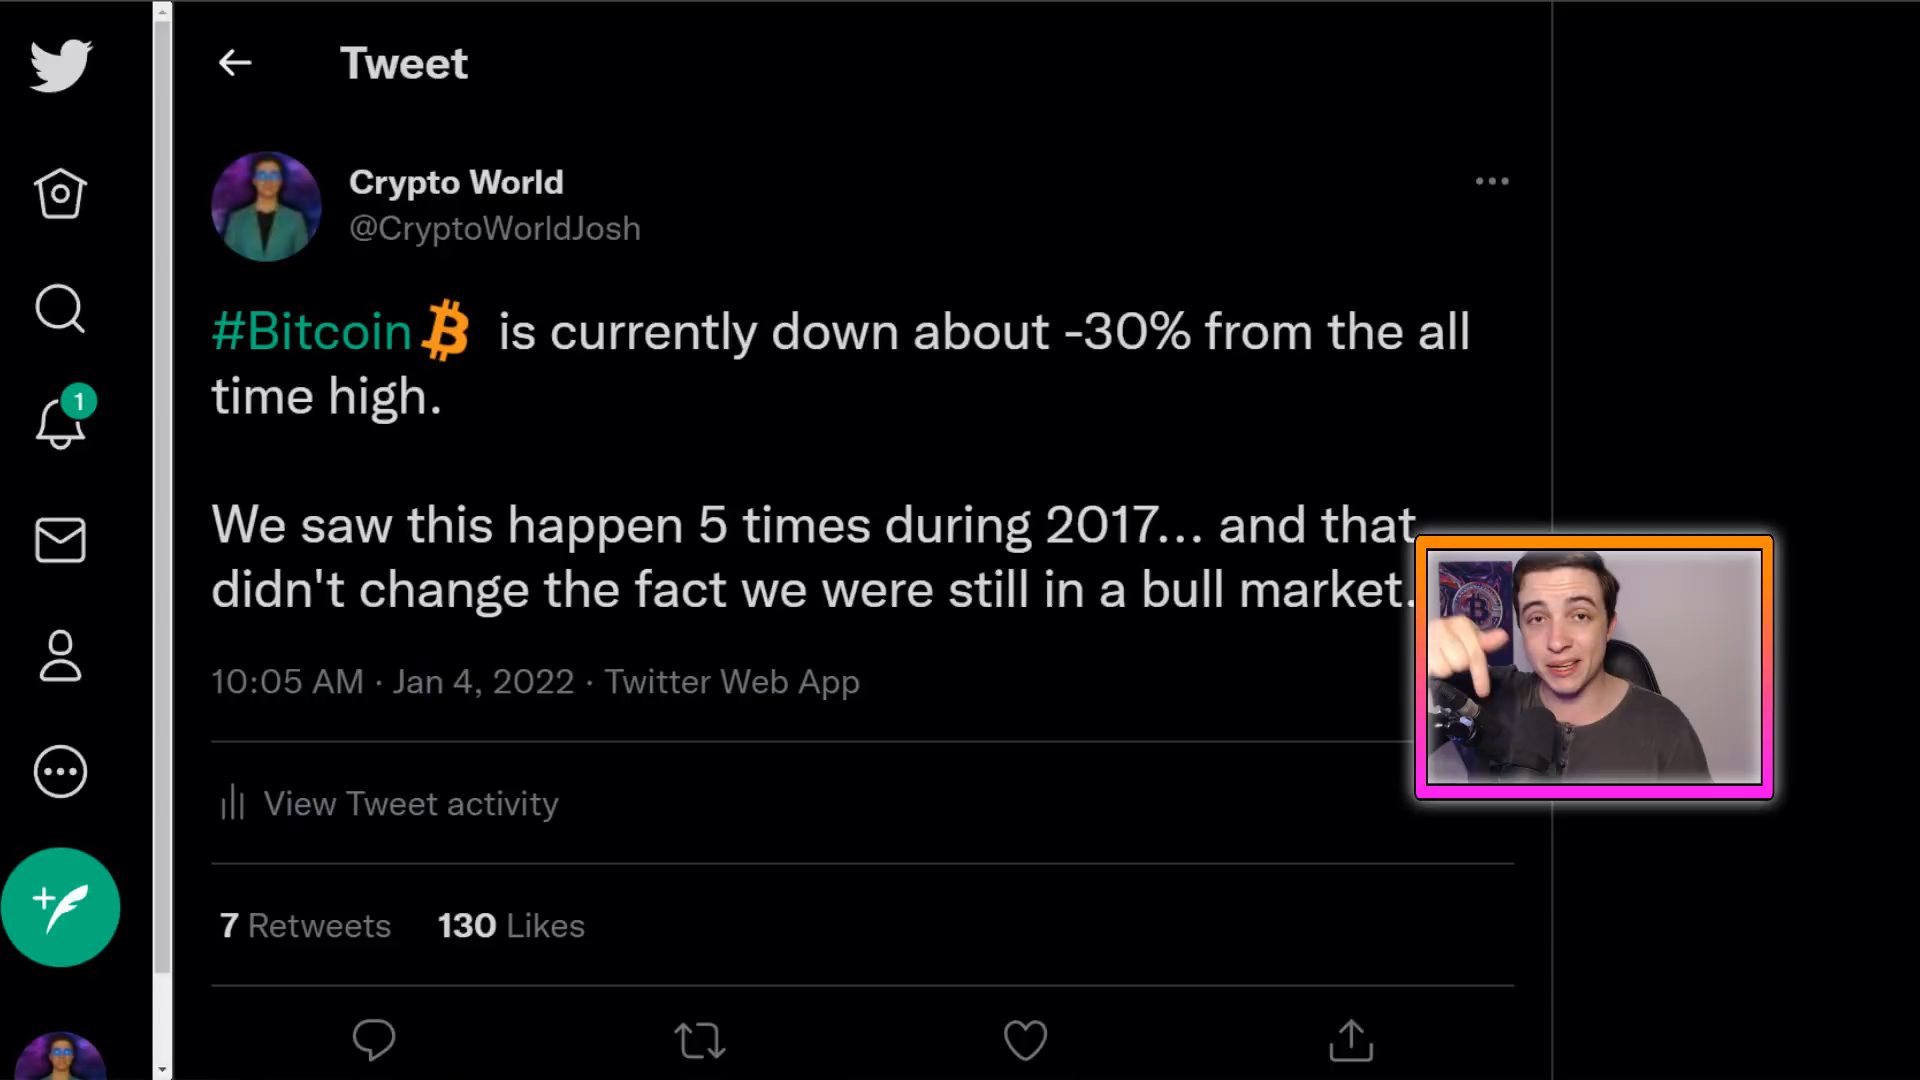 Tweet
Crypto World
@CryptoWorldJosh
#Bitcoin is currently down about -30% from the all
time high.
We saw this happen 5 times during 2017... and that
didn't change the fact we were still in a bull market.
10:05 AM · Jan 4, 2022 · Twitter Web App
View Tweet activity
7 Retweets 130 Likes
1